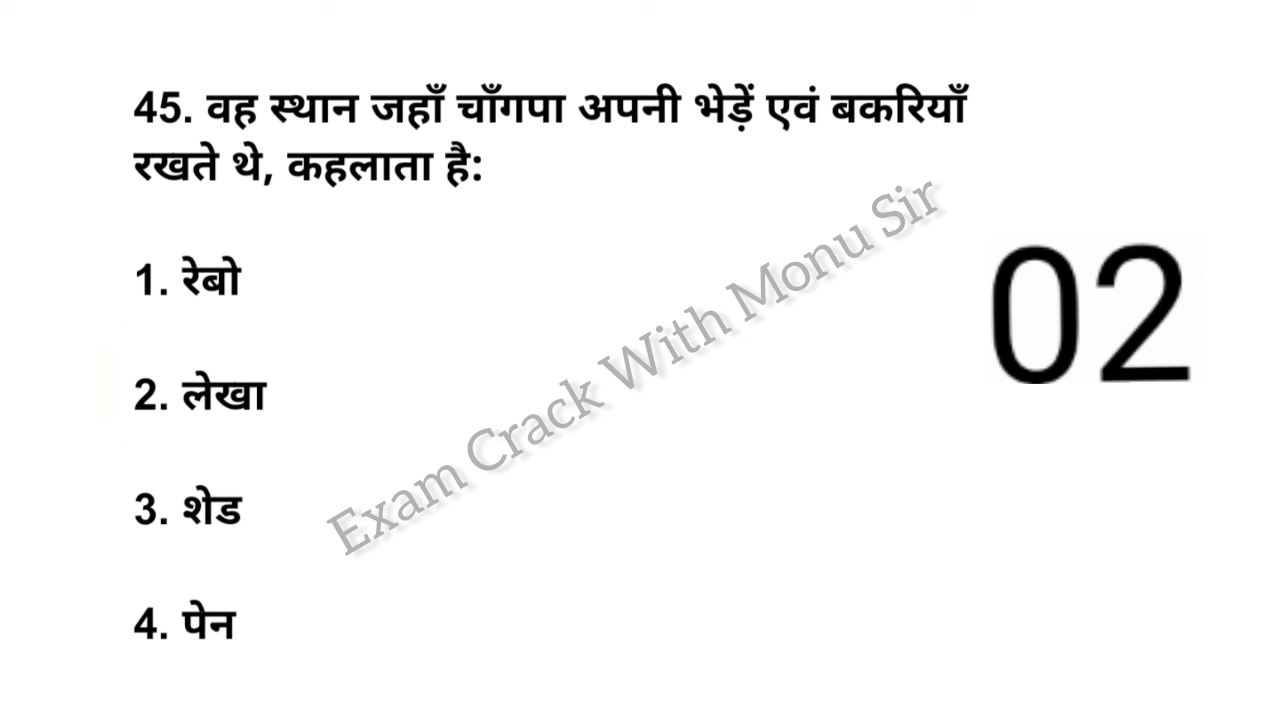 45. वह स्थान जहाँ चाँगपा अपनी भेड़ें एवं बकरियाँ
रखते थे, कहलाता है:
1. रेबो
2. लेखा
3. शेड
4. पेन
02
Exam Crack With Monu Sir